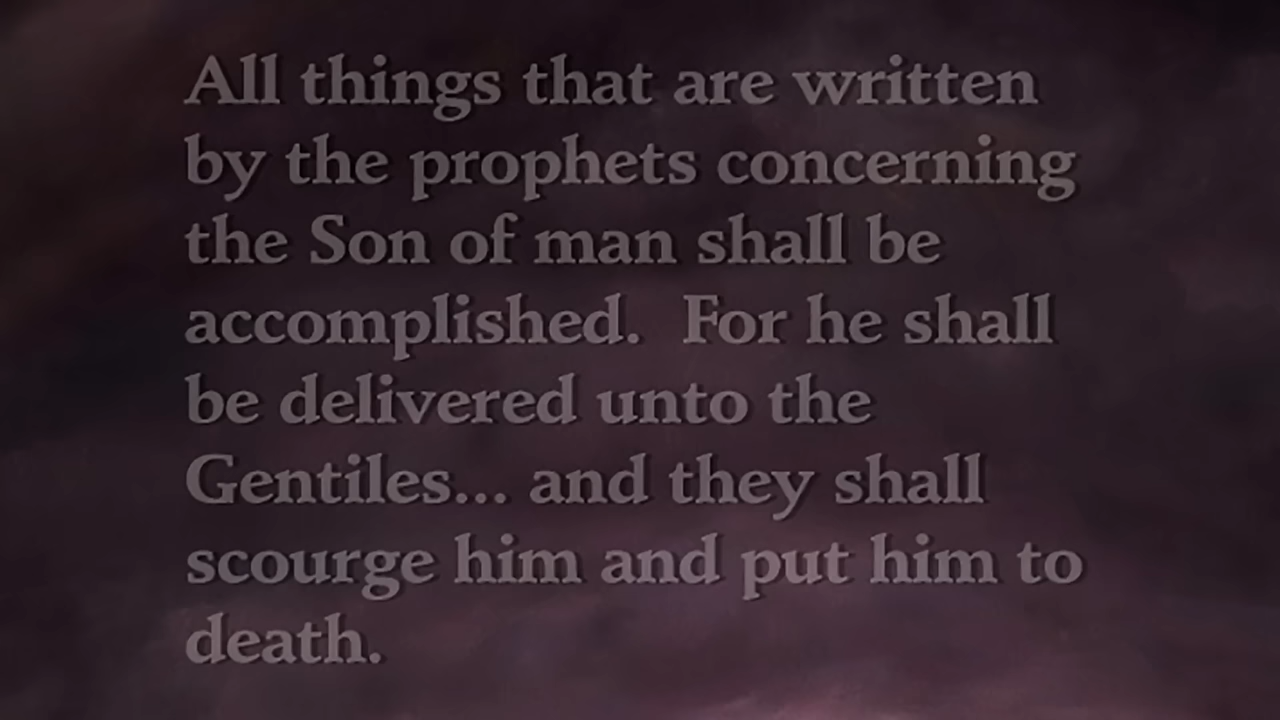 All things that are written
by the prophets concerning
the Son of man shall be
accomplished.  For he shall
be delivered unto the
Gentiles... and they shall
scourge him and put him to
death.